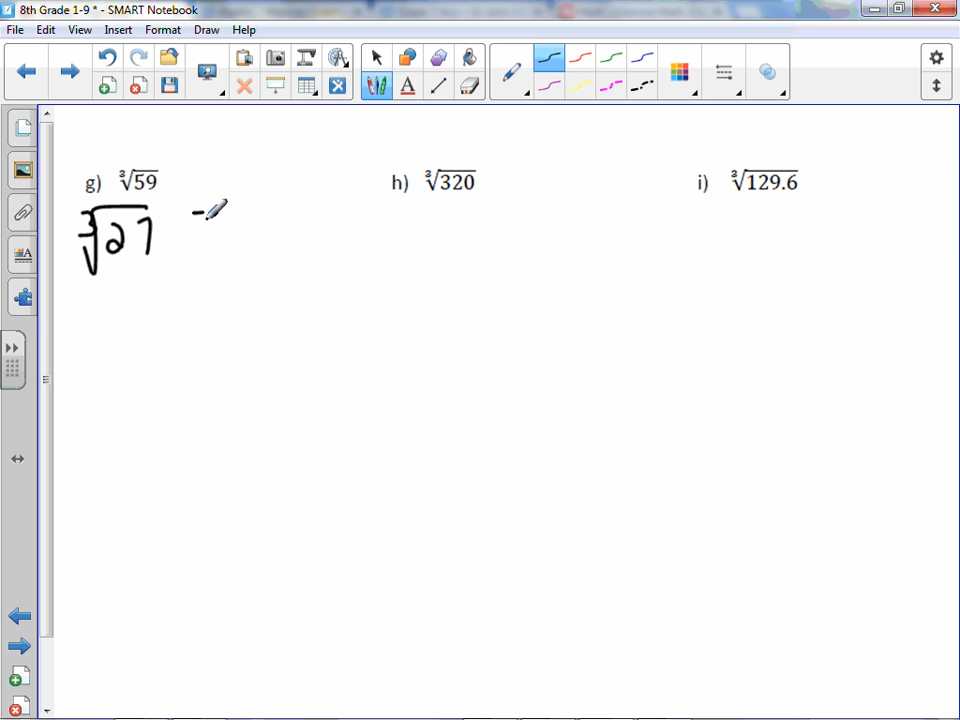 8th Grade 1-9 * - SMART Notebook
File Edit View Insert Format Draw Help
g) ∛59 h) ∛320 i) ∛129.6
∛27 -